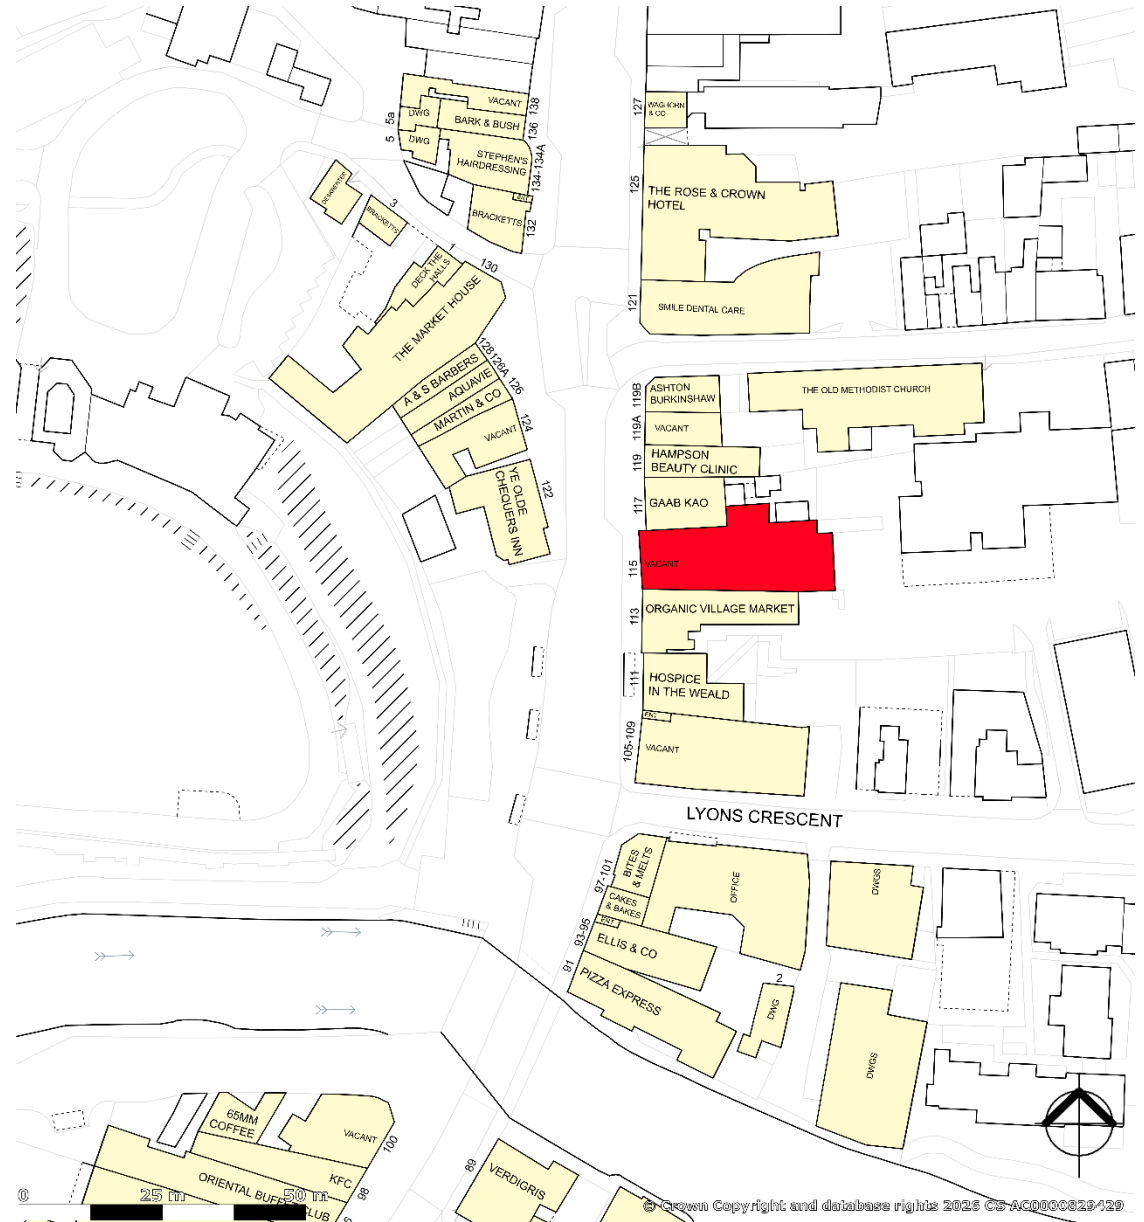 138
VACANT
5a
DWG
BARK & BUSH
136
5
DWG
STEPHEN'S
HAIRDRESSING
134-134A
BRACKETTS
132
3
BRACKETTS
1
DECK THE
HALLS
130
THE MARKET HOUSE
128
A & S BARBERS
126A
AQUAVIE
126
MARTIN & CO
124
VACANT
YE OLDE
CHEQUERS INN
122
127
WAGHORN
& CO
125
THE ROSE & CROWN
HOTEL
121
SMILE DENTAL CARE
119B
ASHTON
BURKINSHAW
THE OLD METHODIST CHURCH
119A
VACANT
119
HAMPSON
BEAUTY CLINIC
117
GAAB KAO
115
VACANT
113
ORGANIC VILLAGE MARKET
111
HOSPICE
IN THE WEALD
ENT.
105-109
VACANT
LYONS CRESCENT
97-101
BITES
& MELTS
OFFICE
DWGS
CAKES
& BAKES
93-95
ENT.
ELLIS & CO
91
PIZZA EXPRESS
2
DWG
DWGS
65MM
COFFEE
VACANT
100
KFC
98
ORIENTAL BUFF
CLUB
89
VERDIGRIS
0
25 m
50 m
© Crown Copyright and database rights 2026 OS AC0000829429